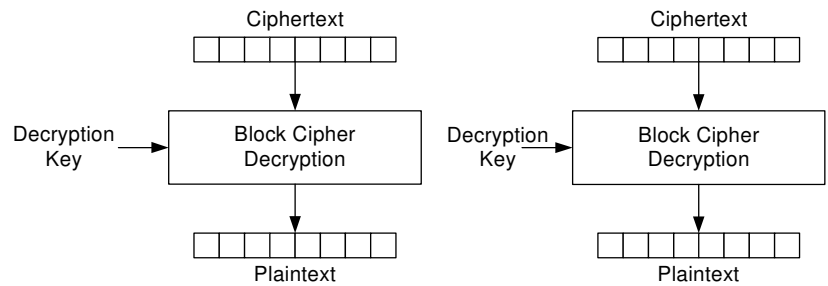 Ciphertext
Decryption
Key
Block Cipher
Decryption
Plaintext
Ciphertext
Decryption
Key
Block Cipher
Decryption
Plaintext